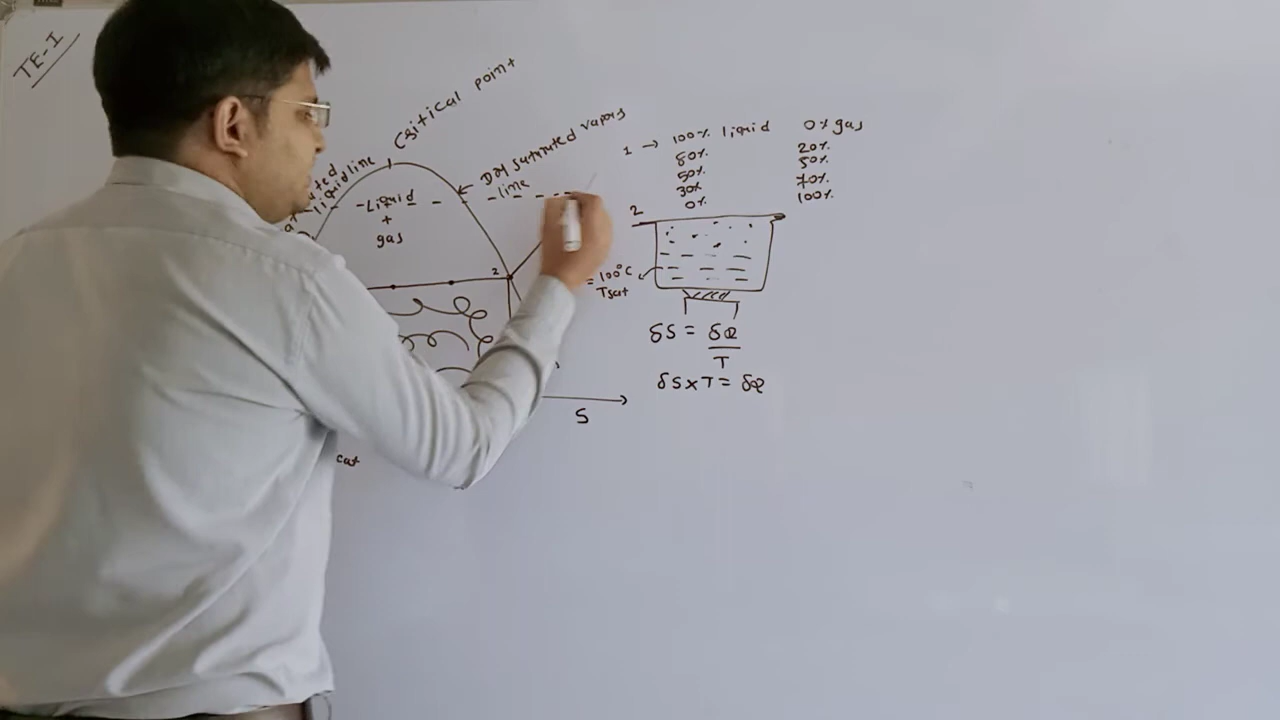 TE-I
Critical point
liquid line
Dry saturated vapors
line
Liquid
+
gas
2
S
1 → 100% liquid 0% gas
80% 20%
50% 50%
30% 70%
0% 100%
2
= 100°C
Tsat
δS = δQ
T
δS×T = δQ